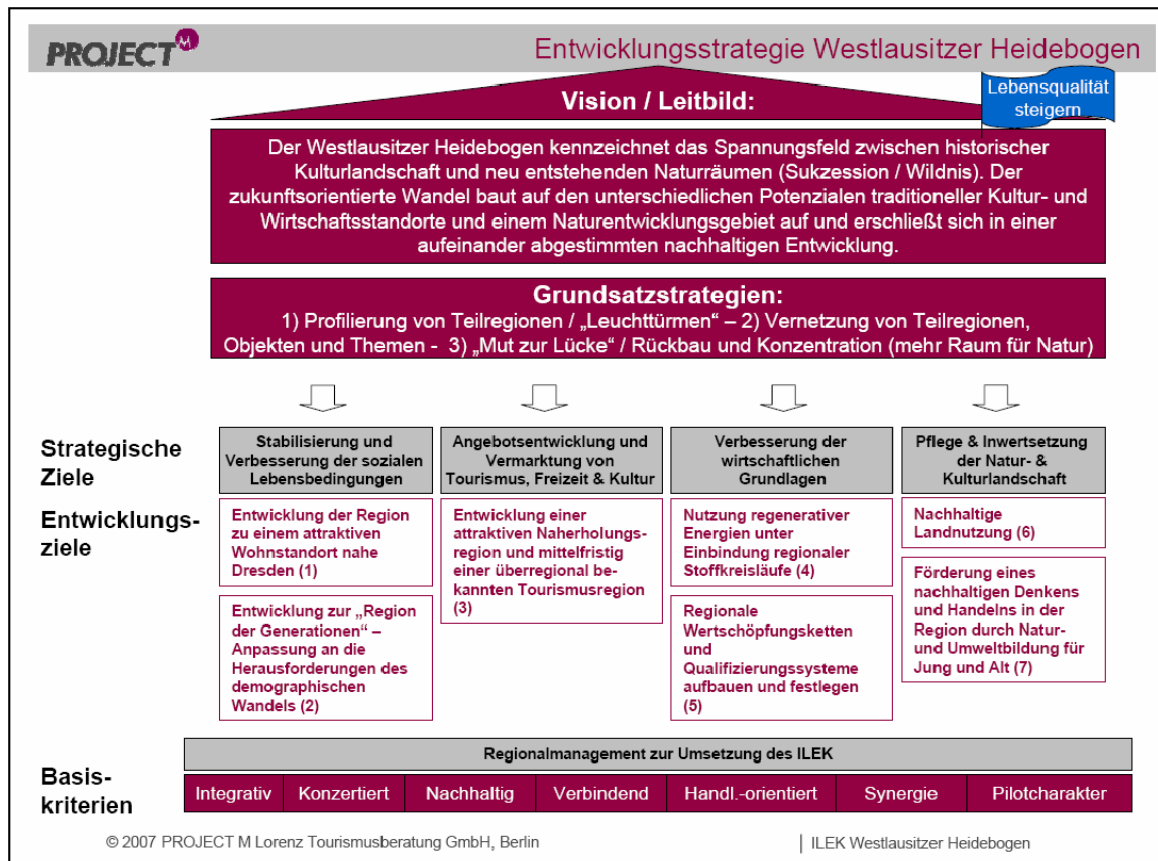 PROJECT M
Entwicklungsstrategie Westlausitzer Heidebogen
Vision / Leitbild:
Lebensqualität
steigern
Der Westlausitzer Heidebogen kennzeichnet das Spannungsfeld zwischen historischer
Kulturlandschaft und neu entstehenden Naturräumen (Sukzession / Wildnis). Der
zukunftsorientierte Wandel baut auf den unterschiedlichen Potenzialen traditioneller Kultur- und
Wirtschaftsstandorte und einem Naturentwicklungsgebiet auf und erschließt sich in einer
aufeinander abgestimmten nachhaltigen Entwicklung.
Grundsatzstrategien:
1) Profilierung von Teilregionen / „Leuchttürmen“ – 2) Vernetzung von Teilregionen,
Objekten und Themen - 3) „Mut zur Lücke“ / Rückbau und Konzentration (mehr Raum für Natur)
Strategische
Ziele
Stabilisierung und
Verbesserung der sozialen
Lebensbedingungen
Angebotsentwicklung und
Vermarktung von
Tourismus, Freizeit & Kultur
Verbesserung der
wirtschaftlichen
Grundlagen
Pflege & Inwertsetzung
der Natur- &
Kulturlandschaft
Entwicklungs-
ziele
Entwicklung der Region
zu einem attraktiven
Wohnstandort nahe
Dresden (1)
Entwicklung zur „Region
der Generationen“ –
Anpassung an die
Herausforderungen des
demographischen
Wandels (2)
Entwicklung einer
attraktiven Naherholungs-
region und mittelfristig
einer überregional be-
kannten Tourismusregion
(3)
Nutzung regenerativer
Energien unter
Einbindung regionaler
Stoffkreisläufe (4)
Regionale
Wertschöpfungsketten
und
Qualifizierungssysteme
aufbauen und festlegen
(5)
Nachhaltige
Landnutzung (6)
Förderung eines
nachhaltigen Denkens
und Handelns in der
Region durch Natur-
und Umweltbildung für
Jung und Alt (7)
Basis-
kriterien
Regionalmanagement zur Umsetzung des ILEK
Integrativ Konzertiert Nachhaltig Verbindend Handl.-orientiert Synergie Pilotcharakter
© 2007 PROJECT M Lorenz Tourismusberatung GmbH, Berlin
ILEK Westlausitzer Heidebogen